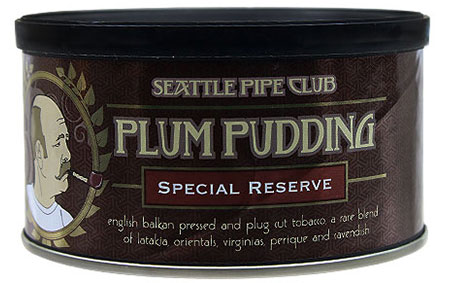 SEATTLE PIPE CLUB
PLUM PUDDING
SPECIAL RESERVE
english balkan pressed and plug cut tobacco, a rare blend
of latakia, orientals, virginias, perique and cavendish